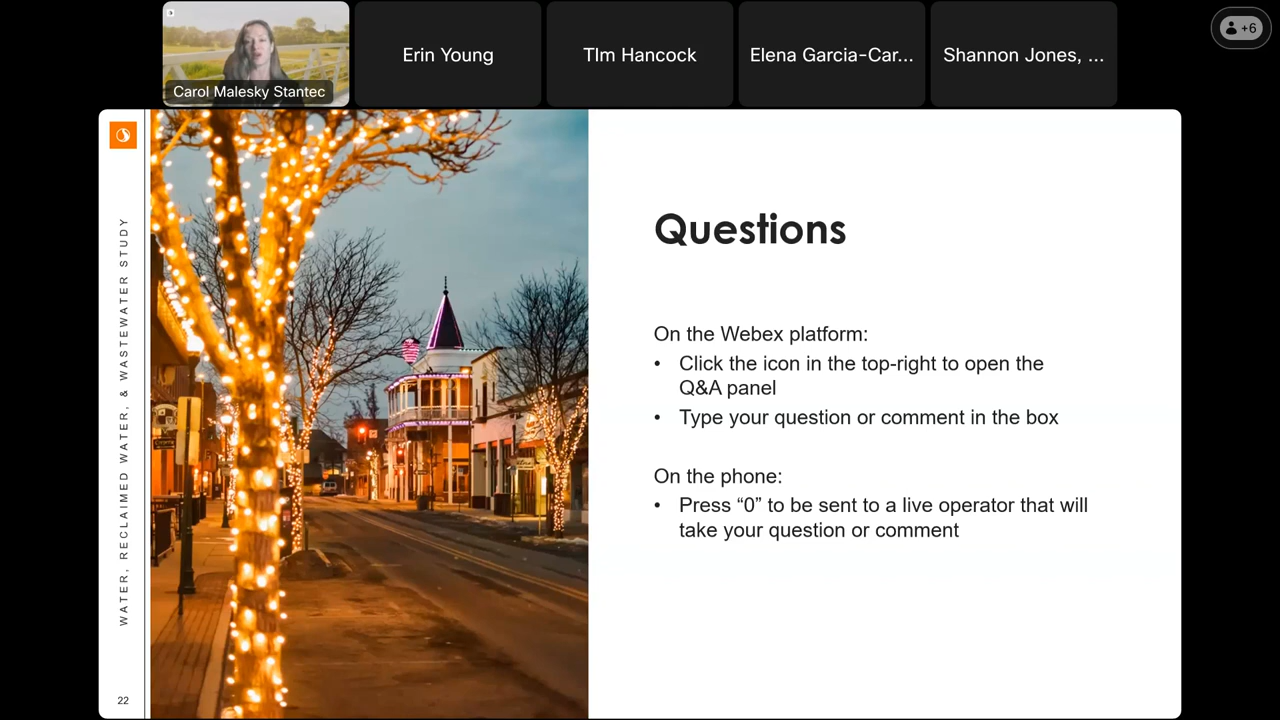 Carol Malesky Stantec
Erin Young
TIm Hancock
Elena Garcia-Car...
Shannon Jones, ...
+6
WATER, RECLAIMED WATER, & WASTEWATER STUDY
22
Questions
On the Webex platform:
• Click the icon in the top-right to open the
Q&A panel
• Type your question or comment in the box
On the phone:
• Press “0” to be sent to a live operator that will
take your question or comment